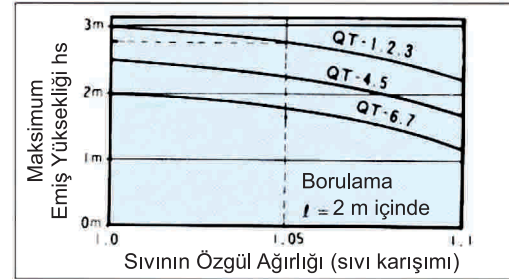 Maksimum
Emiş Yüksekliği hs
3m
2m
1m
0m
QT-1.2.3
QT-4.5
QT-6.7
Borulama
ℓ = 2 m içinde
1.0
1.05
1.1
Sıvının Özgül Ağırlığı (sıvı karışımı)